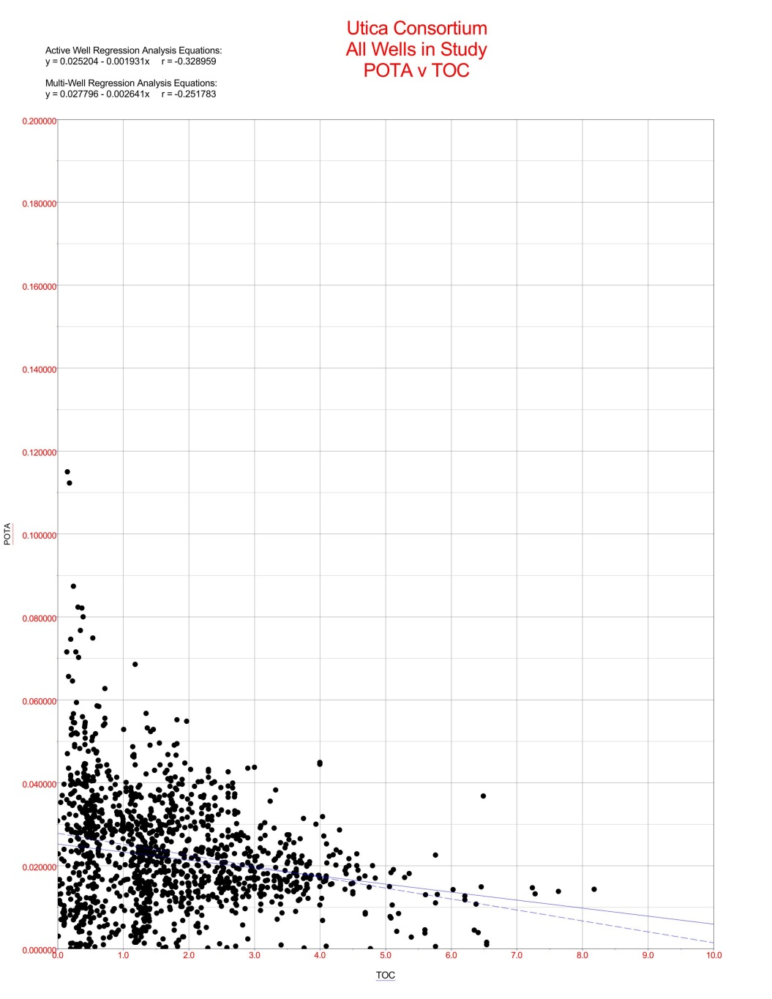 Utica Consortium
All Wells in Study
POTA v TOC
Active Well Regression Analysis Equations:
y = 0.025204 - 0.001931x r = -0.328959
Multi-Well Regression Analysis Equations:
y = 0.027796 - 0.002641x r = -0.251783
0.200000
0.180000
0.160000
0.140000
0.120000
0.100000
0.080000
0.060000
0.040000
0.020000
0.000000
POTA
0.0 1.0 2.0 3.0 4.0 5.0 6.0 7.0 8.0 9.0 10.0
TOC